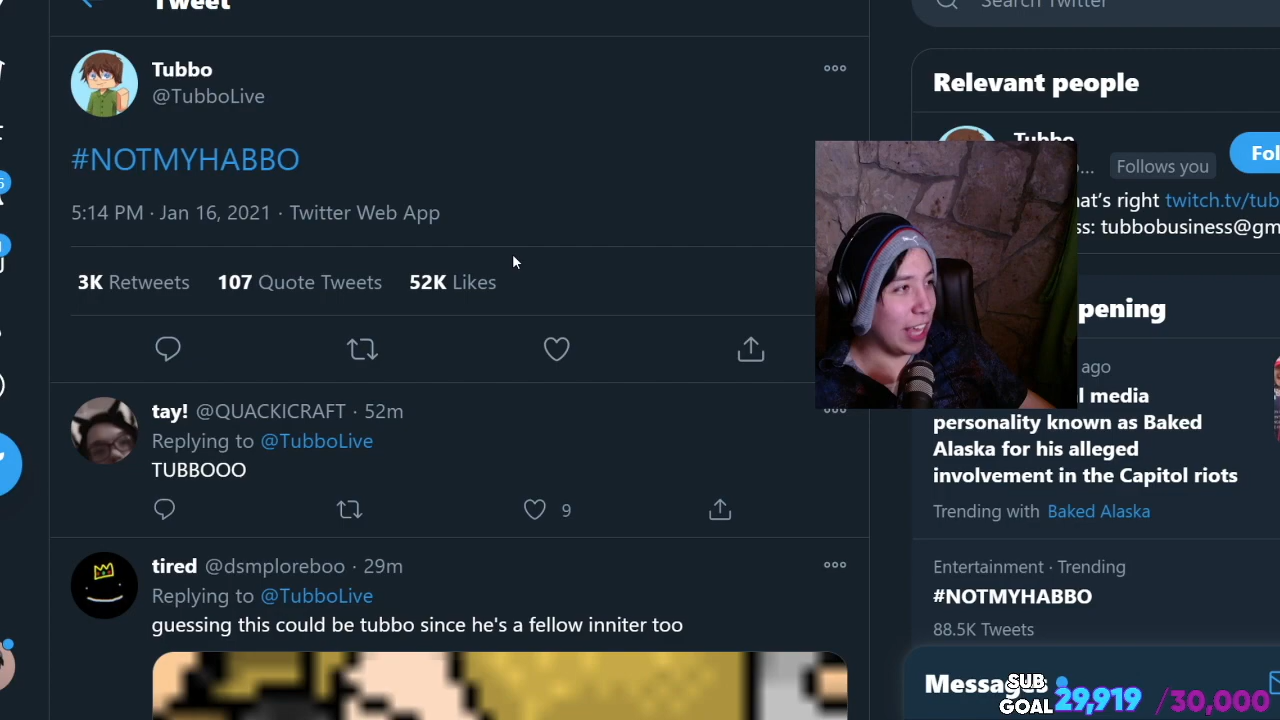 Tweet
Search Twitter
Tubbo
@TubboLive
#NOTMYHABBO
5:14 PM · Jan 16, 2021 · Twitter Web App
3K Retweets 107 Quote Tweets 52K Likes
tay! @QUACKICRAFT · 52m
Replying to @TubboLive
TUBBOOO
9
tired @dsmploreboo · 29m
Replying to @TubboLive
guessing this could be tubbo since he's a fellow inniter too
Relevant people
Tubbo
... Follows you
Fol
hat's right twitch.tv/tub
ss: tubbobusiness@gm
pening
ago
l media
personality known as Baked
Alaska for his alleged
involvement in the Capitol riots
Trending with Baked Alaska
Entertainment · Trending
#NOTMYHABBO
88.5K Tweets
Messages
SUB
GOAL 29,919 /30,000